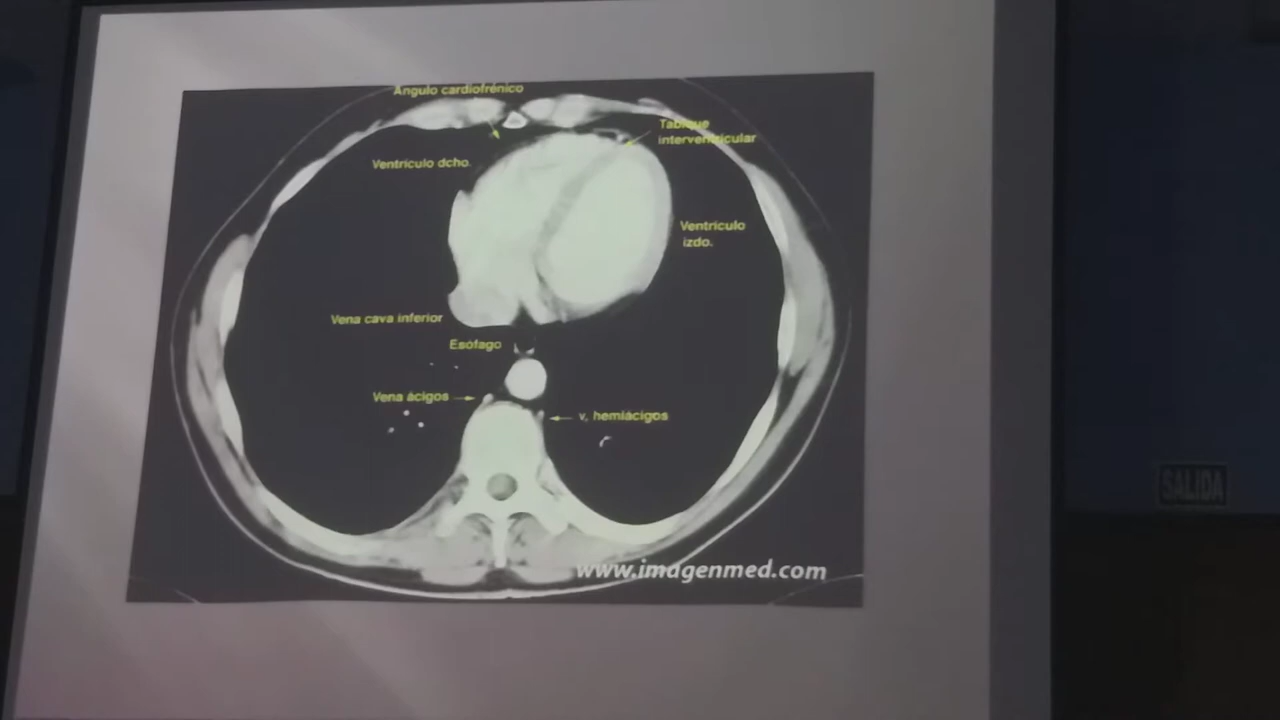 Angulo cardiofrénico
Tabique
interventricular
Ventrículo dcho.
Ventrículo
izdo.
Vena cava inferior
Esófago
Vena ácigos
v. hemiácigos
www.imagenmed.com
SALIDA